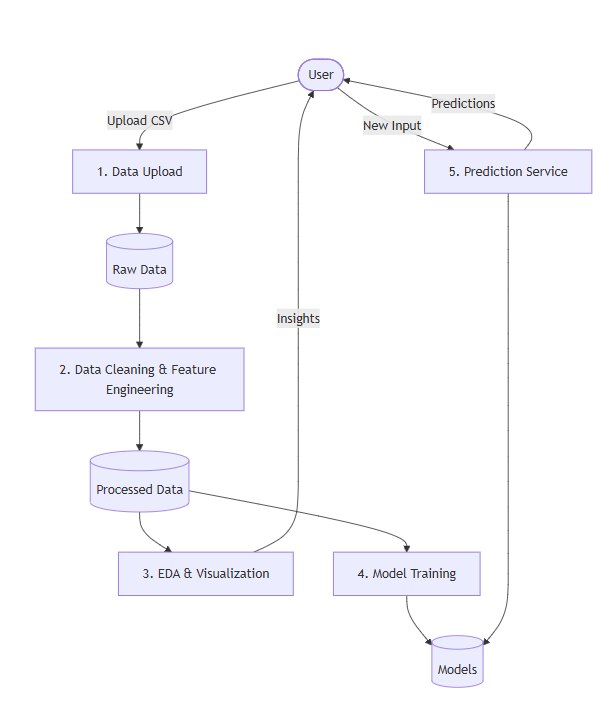 User
Predictions
Upload CSV
New Input
1. Data Upload
5. Prediction Service
Raw Data
Insights
2. Data Cleaning & Feature
Engineering
Processed Data
3. EDA & Visualization
4. Model Training
Models